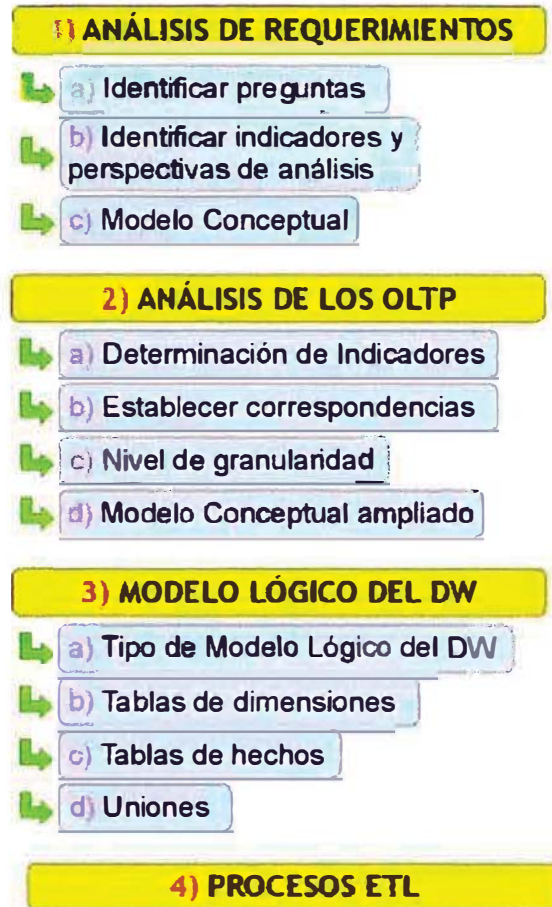 1) ANÁLISIS DE REQUERIMIENTOS
a) Identificar preguntas
b) Identificar indicadores y
perspectivas de análisis
c) Modelo Conceptual
2) ANÁLISIS DE LOS OLTP
a) Determinación de Indicadores
b) Establecer correspondencias
c) Nivel de granularidad
d) Modelo Conceptual ampliado
3) MODELO LÓGICO DEL DW
a) Tipo de Modelo Lógico del DW
b) Tablas de dimensiones
c) Tablas de hechos
d) Uniones
4) PROCESOS ETL